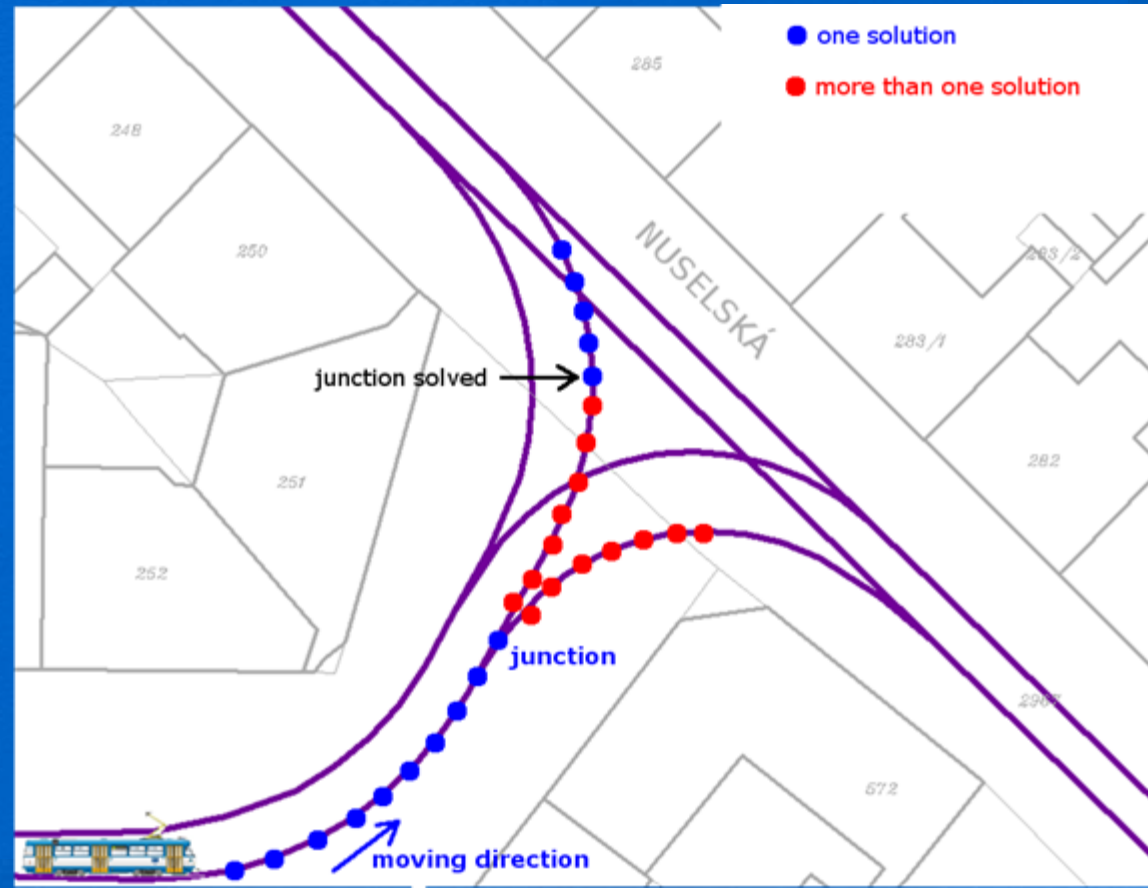 one solution
more than one solution
285
248
250
NUSELSKÁ
283/2
283/1
junction solved
282
251
252
junction
2967
572
moving direction